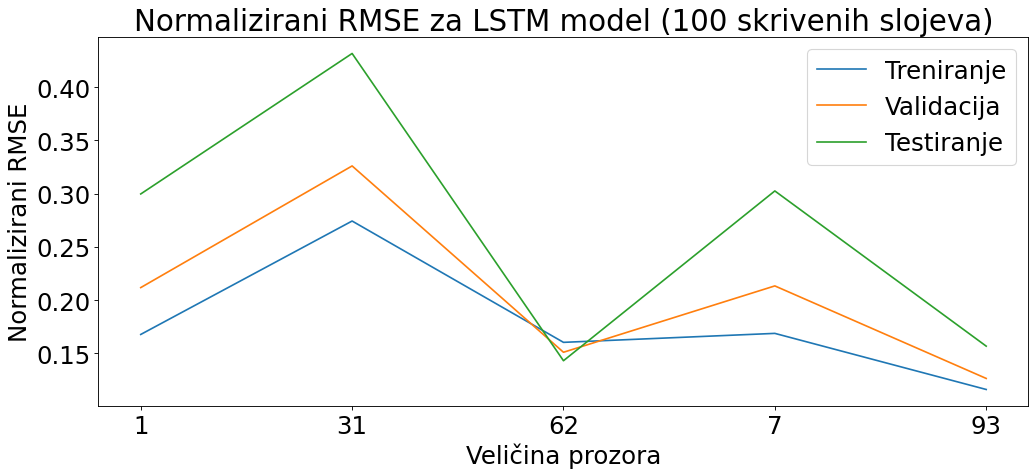 Normalizirani RMSE za LSTM model (100 skrivenih slojeva)
Normalizirani RMSE
0.40
0.35
0.30
0.25
0.20
0.15
Treniranje
Validacija
Testiranje
1 31 62 7 93
Veličina prozora